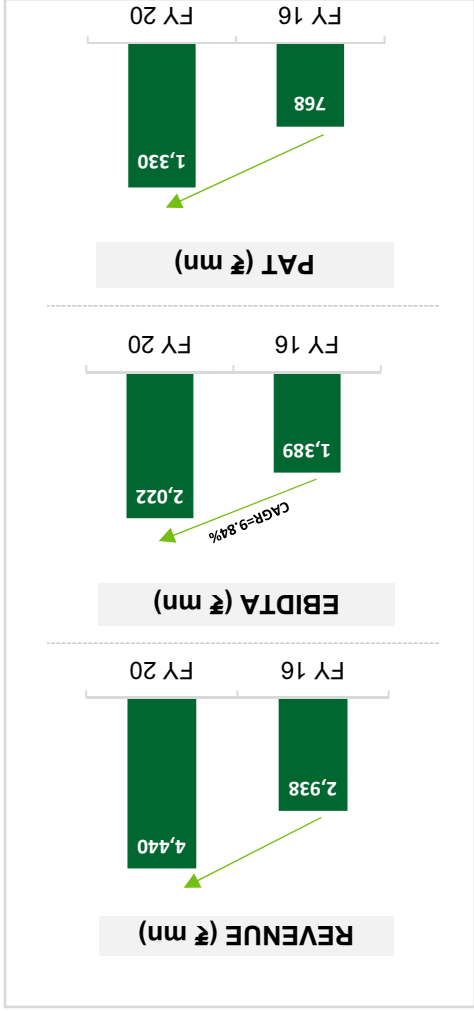 REVENUE (₹ mn)
2,938
4,440
FY 16
FY 20
EBIDTA (₹ mn)
CAGR=9.84%
1,389
2,022
FY 16
FY 20
PAT (₹ mn)
768
1,330
FY 16
FY 20